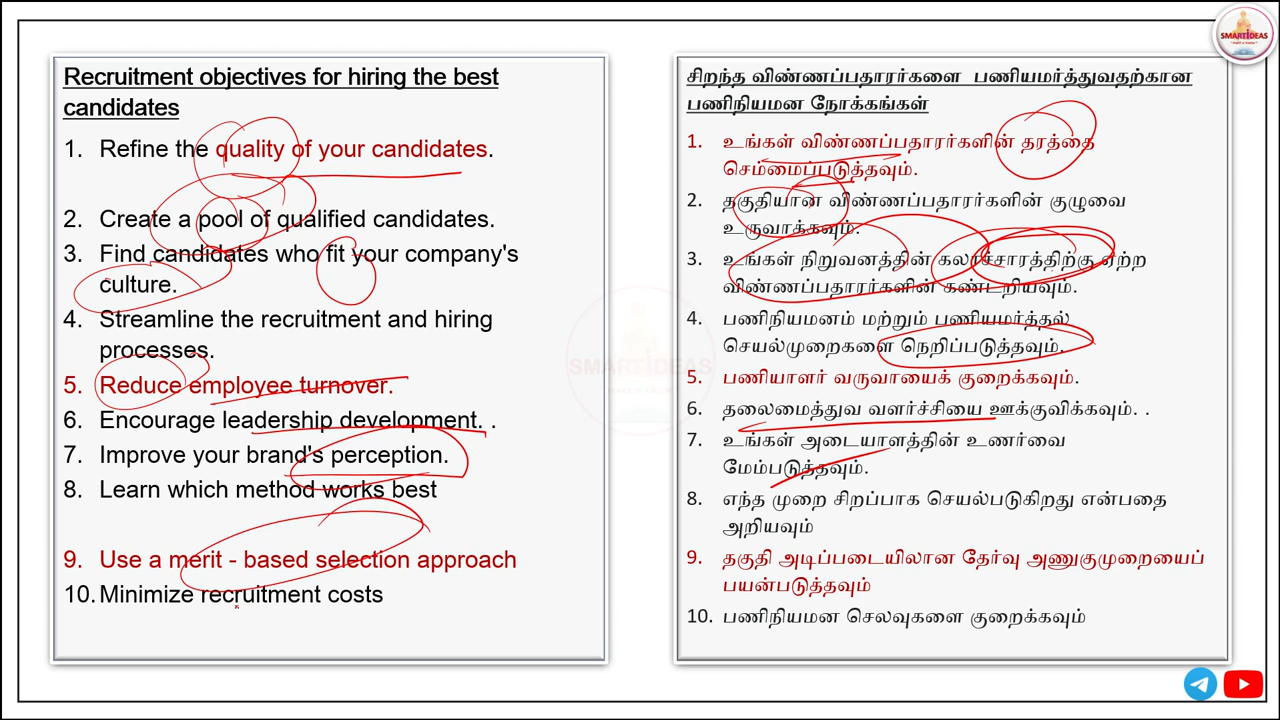 SMARTIDEAS
Recruitment objectives for hiring the best
candidates
1. Refine the quality of your candidates.
2. Create a pool of qualified candidates.
3. Find candidates who fit your company's
culture.
4. Streamline the recruitment and hiring
processes.
5. Reduce employee turnover.
6. Encourage leadership development. .
7. Improve your brand's perception.
8. Learn which method works best
9. Use a merit - based selection approach
10. Minimize recruitment costs
சிறந்த விண்ணப்பதாரர்களை பணியமர்த்துவதற்கான
பணிநியமன நோக்கங்கள்
1. உங்கள் விண்ணப்பதாரர்களின் தரத்தை
செம்மைப்படுத்தவும்.
2. தகுதியான விண்ணப்பதாரர்களின் குழுவை
உருவாக்கவும்.
3. உங்கள் நிறுவனத்தின் கலாச்சாரத்திற்கு ஏற்ற
விண்ணப்பதாரர்களின் கண்டறியவும்.
4. பணிநியமனம் மற்றும் பணியமர்த்தல்
செயல்முறைகளை நெறிப்படுத்தவும்.
5. பணியாளர் வருவாயைக் குறைக்கவும்.
6. தலைமைத்துவ வளர்ச்சியை ஊக்குவிக்கவும். .
7. உங்கள் அடையாளத்தின் உணர்வை
மேம்படுத்தவும்.
8. எந்த முறை சிறப்பாக செயல்படுகிறது என்பதை
அறியவும்
9. தகுதி அடிப்படையிலான தேர்வு அணுகுமுறையைப்
பயன்படுத்தவும்
10. பணிநியமன செலவுகளை குறைக்கவும்
SMARTIDEAS